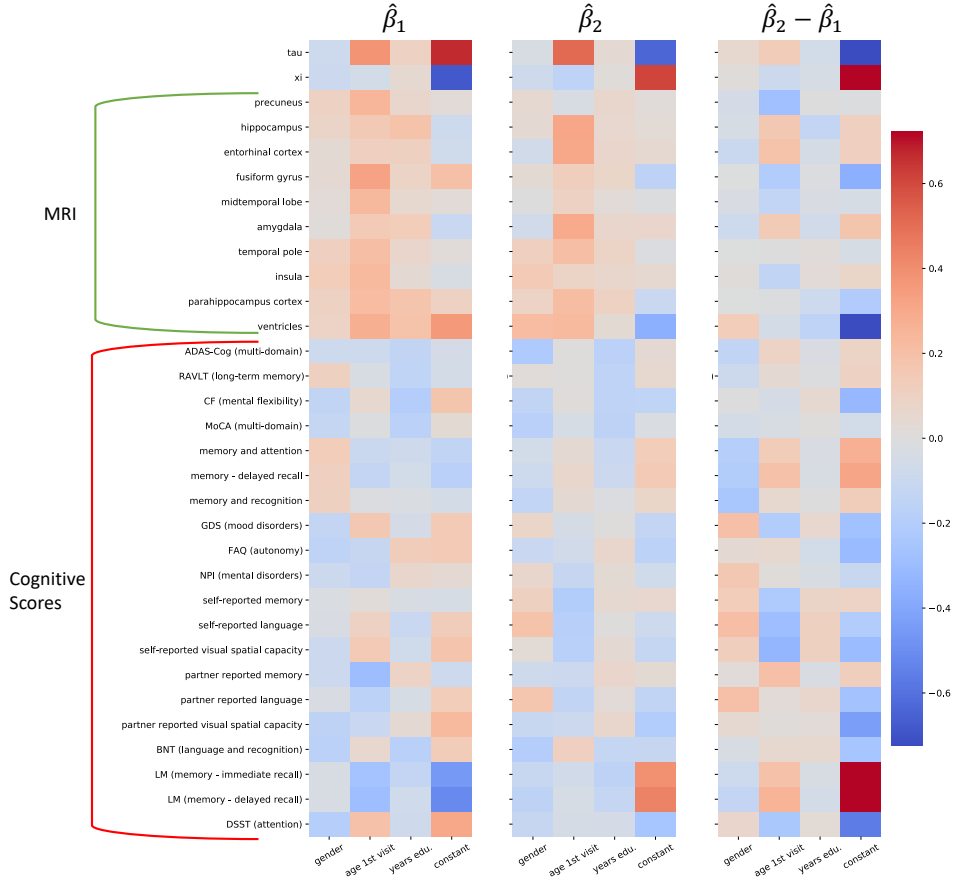 β̂₁ β̂₂ β̂₂ − β̂₁
tau
xi
precuneus
hippocampus
entorhinal cortex
fusiform gyrus
midtemporal lobe
amygdala
temporal pole
insula
parahippocampus cortex
ventricles
MRI
ADAS-Cog (multi-domain)
RAVLT (long-term memory)
CF (mental flexibility)
MoCA (multi-domain)
memory and attention
memory - delayed recall
memory and recognition
GDS (mood disorders)
FAQ (autonomy)
NPI (mental disorders)
self-reported memory
self-reported language
self-reported visual spatial capacity
partner reported memory
partner reported language
partner reported visual spatial capacity
BNT (language and recognition)
LM (memory - immediate recall)
LM (memory - delayed recall)
DSST (attention)
Cognitive
Scores
gender age 1st visit years edu. constant
gender age 1st visit years edu. constant
gender age 1st visit years edu. constant
0.6
0.4
0.2
0.0
−0.2
−0.4
−0.6